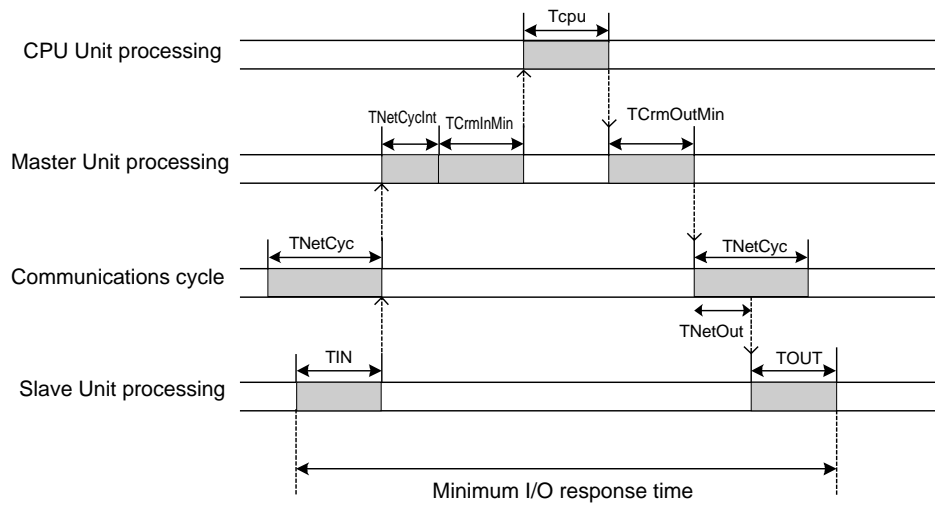 Tcpu
CPU Unit processing
TNetCycInt
TCrmInMin
TCrmOutMin
Master Unit processing
TNetCyc
TNetCyc
Communications cycle
TNetOut
TIN
TOUT
Slave Unit processing
Minimum I/O response time